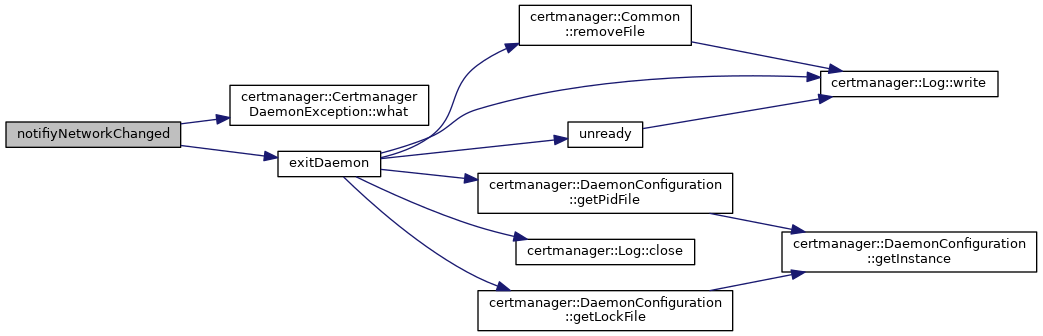 certmanager::Common
::removeFile
certmanager::Log::write
certmanager::Certmanager
DaemonException::what
notifiyNetworkChanged
unready
exitDaemon
certmanager::DaemonConfiguration
::getPidFile
certmanager::Log::close
certmanager::DaemonConfiguration
::getInstance
certmanager::DaemonConfiguration
::getLockFile